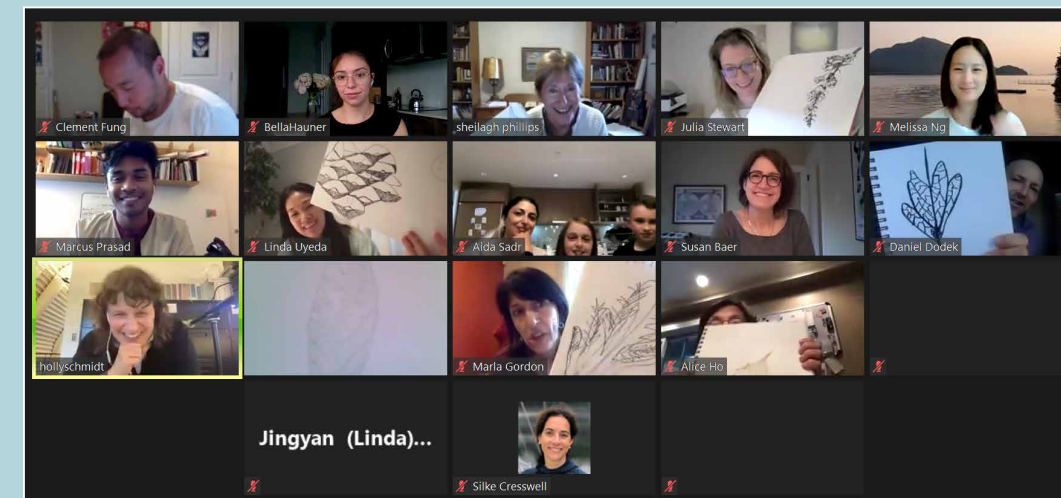 Clement Fung
BellaHauner
sheilagh phillips
Julia Stewart
Melissa Ng
Marcus Prasad
Linda Uyeda
Aida Sadr
Susan Baer
Daniel Dodek
hollyschmidt
Marla Gordon
Alice Ho
Jingyan (Linda)...
Silke Cresswell